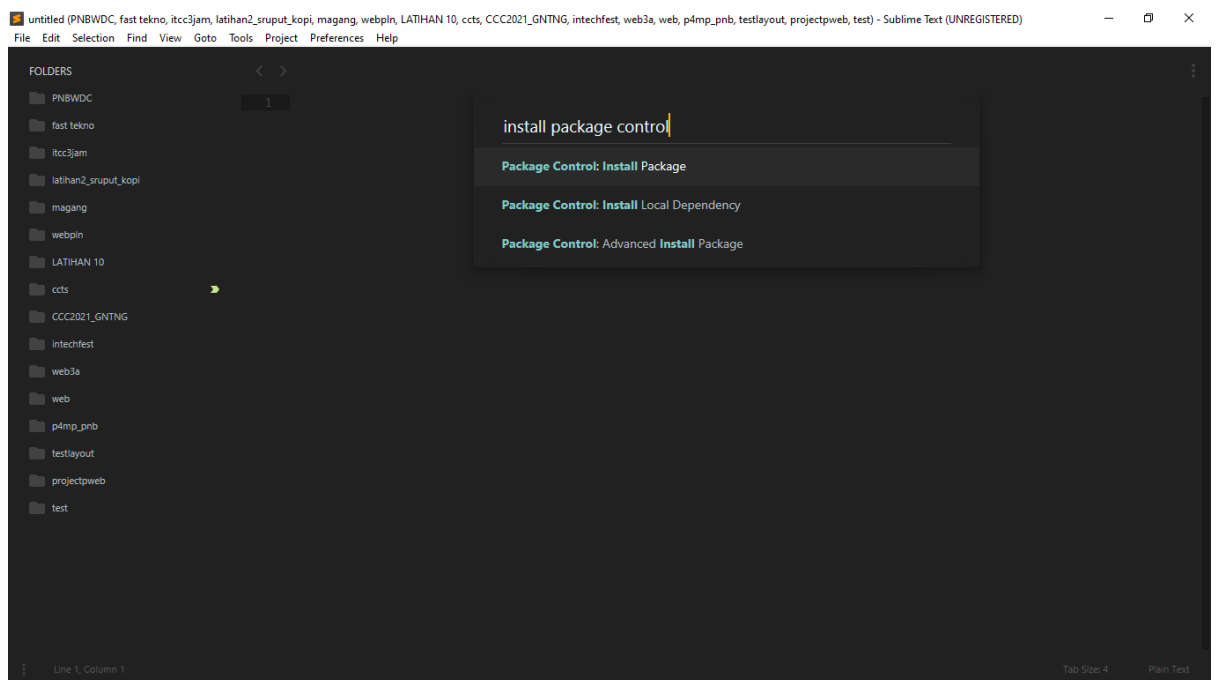 untitled (PNBWDC, fast tekno, itcc3jam, latihan2_sruput_kopi, magang, webpln, LATIHAN 10, ccts, CCC2021_GNTNG, intechfest, web3a, web, p4mp_pnb, testlayout, projectpweb, test) - Sublime Text (UNREGISTERED)
File Edit Selection Find View Goto Tools Project Preferences Help
FOLDERS
PNBWDC
fast tekno
itcc3jam
latihan2_sruput_kopi
magang
webpln
LATIHAN 10
ccts
CCC2021_GNTNG
intechfest
web3a
web
p4mp_pnb
testlayout
projectpweb
test
1
install package control
Package Control: Install Package
Package Control: Install Local Dependency
Package Control: Advanced Install Package
Line 1, Column 1
Tab Size: 4 Plain Text